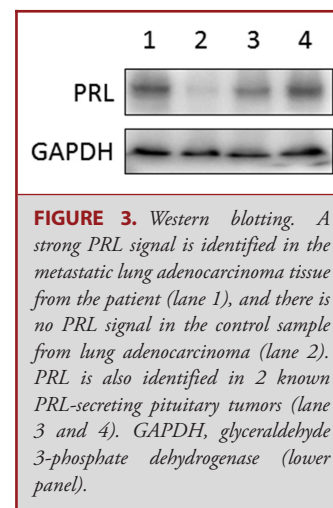 1 2 3 4
PRL
GAPDH
FIGURE 3. Western blotting. A
strong PRL signal is identified in the
metastatic lung adenocarcinoma tissue
from the patient (lane 1), and there is
no PRL signal in the control sample
from lung adenocarcinoma (lane 2).
PRL is also identified in 2 known
PRL-secreting pituitary tumors (lane
3 and 4). GAPDH, glyceraldehyde
3-phosphate dehydrogenase (lower
panel).